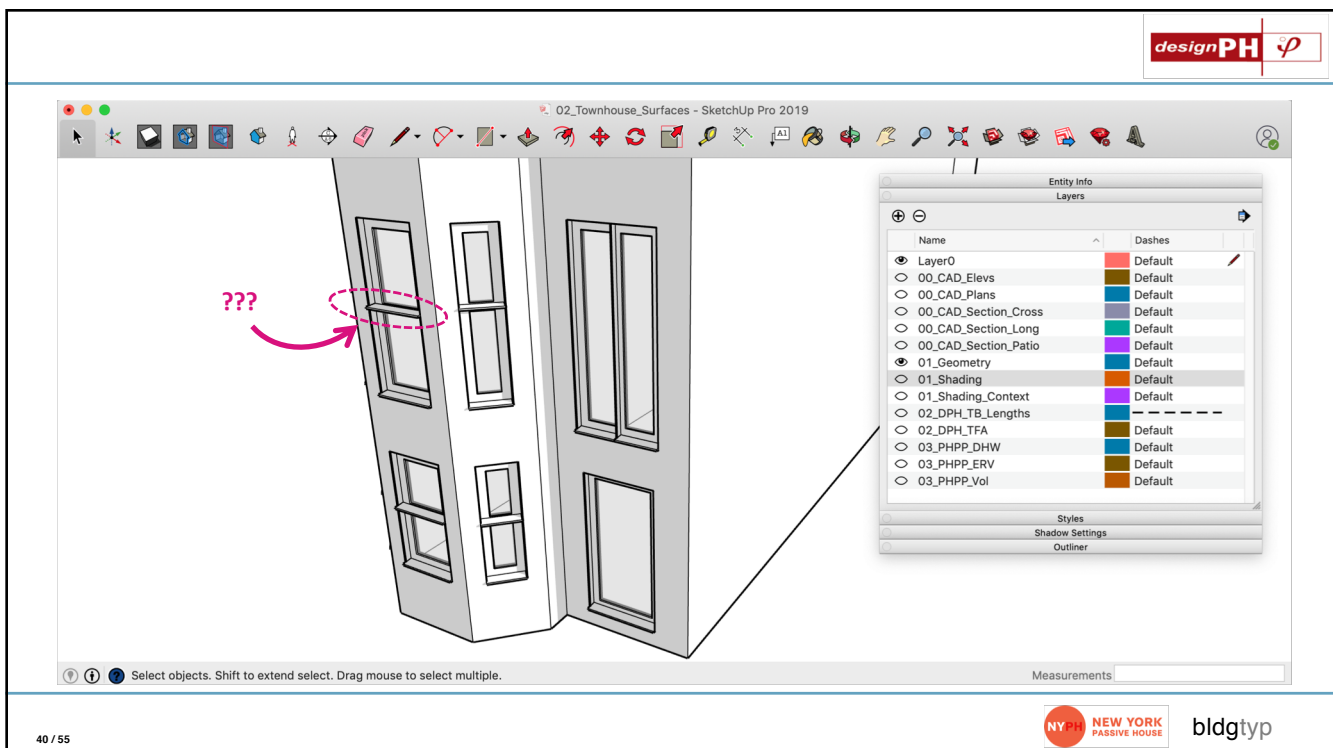 designPH
02_Townhouse_Surfaces - SketchUp Pro 2019
A1
Entity Info
Layers
Name Dashes
Layer0 Default
00_CAD_Elevs Default
00_CAD_Plans Default
00_CAD_Section_Cross Default
00_CAD_Section_Long Default
00_CAD_Section_Patio Default
01_Geometry Default
01_Shading Default
01_Shading_Context Default
02_DPH_TB_Lengths
02_DPH_TFA Default
03_PHPP_DHW Default
03_PHPP_ERV Default
03_PHPP_Vol Default
Styles
Shadow Settings
Outliner
???
Select objects. Shift to extend select. Drag mouse to select multiple.
Measurements
40 / 55
NYPH NEW YORK
PASSIVE HOUSE
bldgtyp